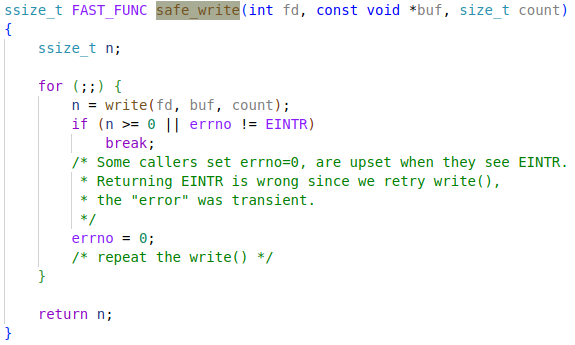 ssize_t FAST_FUNC safe_write(int fd, const void *buf, size_t count)
{
    ssize_t n;

    for (;;) {
        n = write(fd, buf, count);
        if (n >= 0 || errno != EINTR)
            break;
        /* Some callers set errno=0, are upset when they see EINTR.
         * Returning EINTR is wrong since we retry write(),
         * the "error" was transient.
         */
        errno = 0;
        /* repeat the write() */
    }

    return n;
}